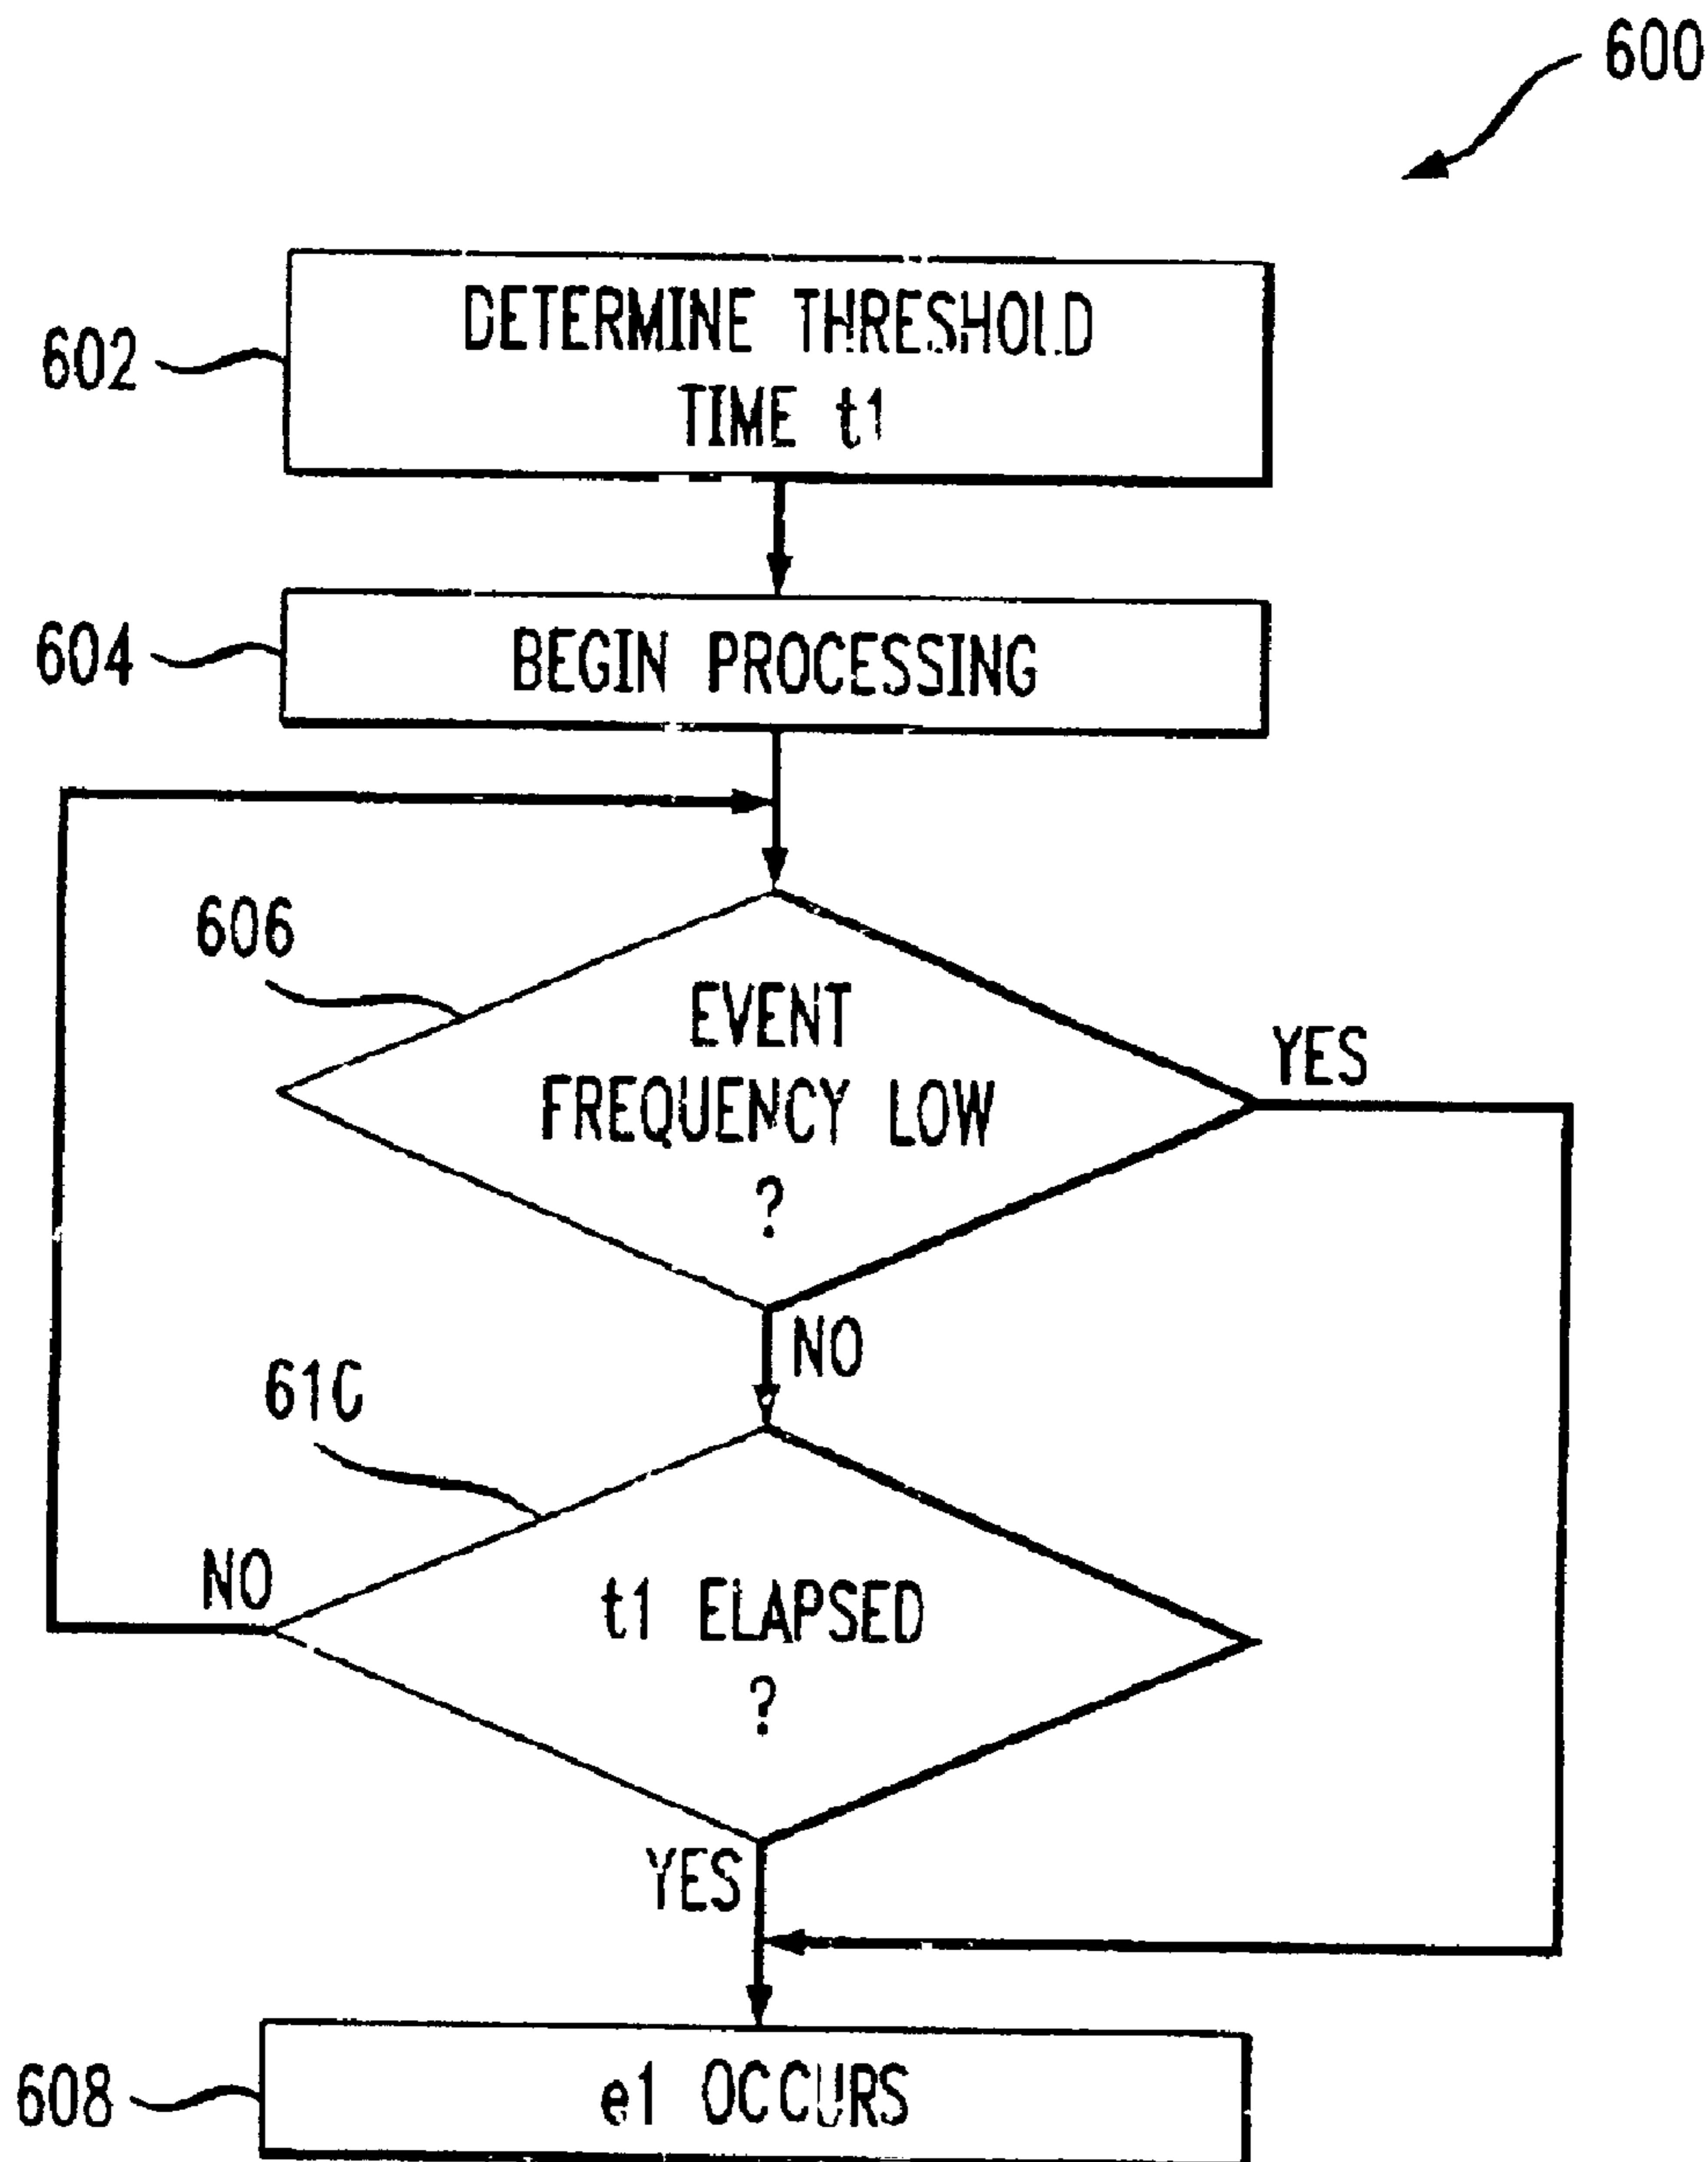 600
602
DETERMINE THRESHOLD
TIME t1
604
BEGIN PROCESSING
606
EVENT
FREQUENCY LOW
?
YES
NO
610
NO
t1 ELAPSED
?
YES
608
e1 OCCURS